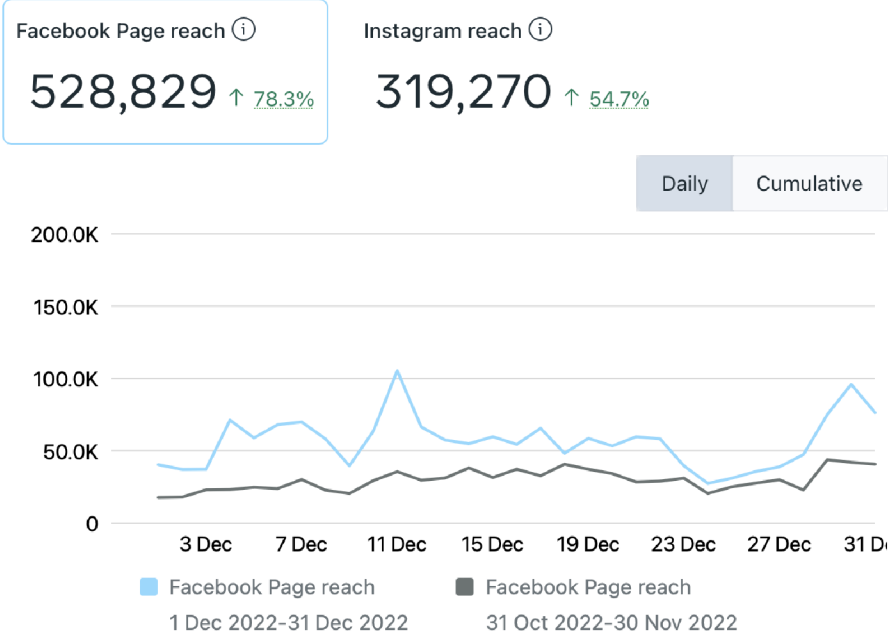 Facebook Page reach
Instagram reach
528,829 ↑ 78.3%
319,270 ↑ 54.7%
Daily
Cumulative
200.0K
150.0K
100.0K
50.0K
0
3 Dec 7 Dec 11 Dec 15 Dec 19 Dec 23 Dec 27 Dec 31 D
Facebook Page reach
1 Dec 2022-31 Dec 2022
Facebook Page reach
31 Oct 2022-30 Nov 2022